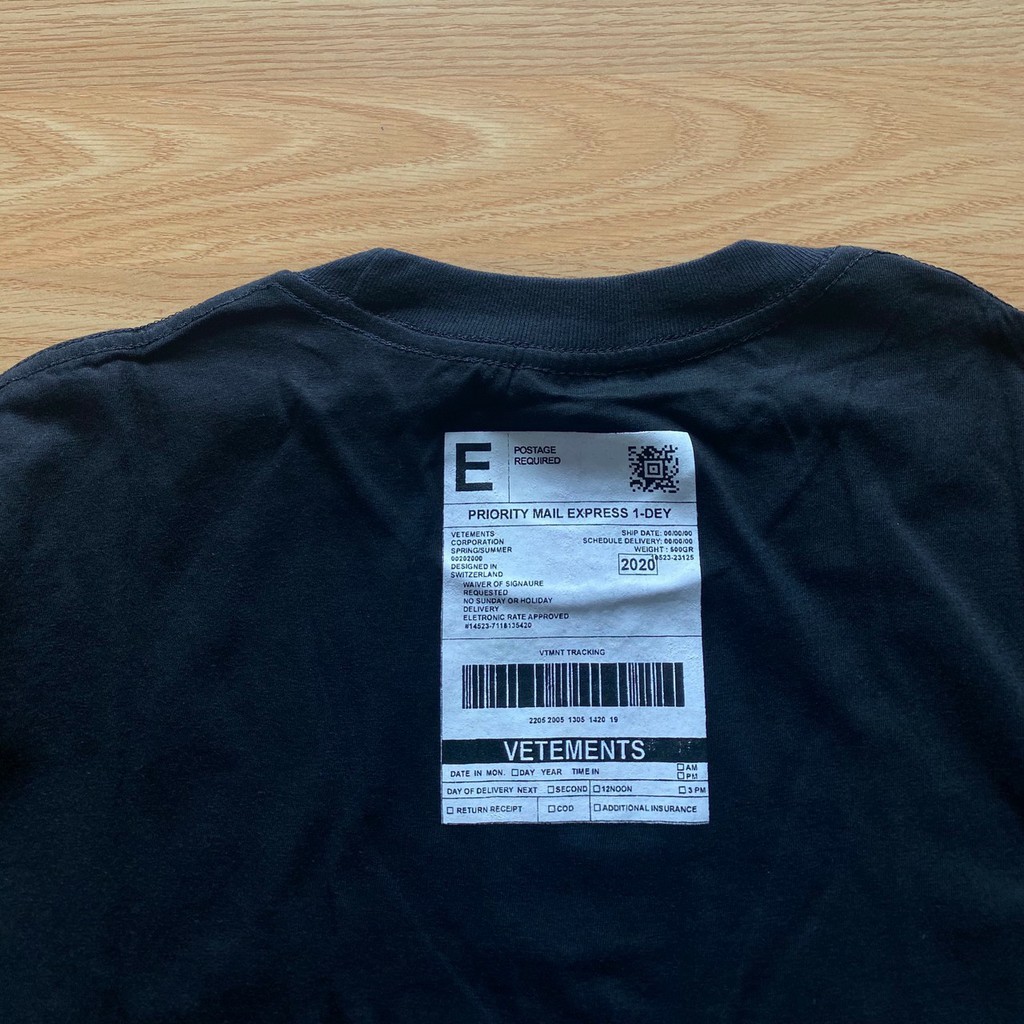 E
POSTAGE
REQUIRED
PRIORITY MAIL EXPRESS 1-DEY
VETEMENTS
CORPORATION
SPRING/SUMMER
00202000
DESIGNED IN
SWITZERLAND
SHIP DATE: 00/00/00
SCHEDULE DELIVERY: 00/00/00
WEIGHT : 500GR
18523-23125
2020
WAIVER OF SIGNAURE
REQUESTED
NO SUNDAY OR HOLIDAY
DELIVERY
ELETRONIC RATE APPROVED
#14523-7118135420
VTMNT TRACKING
2205 2005 1305 1420 19
VETEMENTS
DATE IN MON. DAY YEAR TIME IN AM
PM
DAY OF DELIVERY NEXT SECOND 12NOON 3 PM
RETURN RECEIPT COD ADDITIONAL INSURANCE